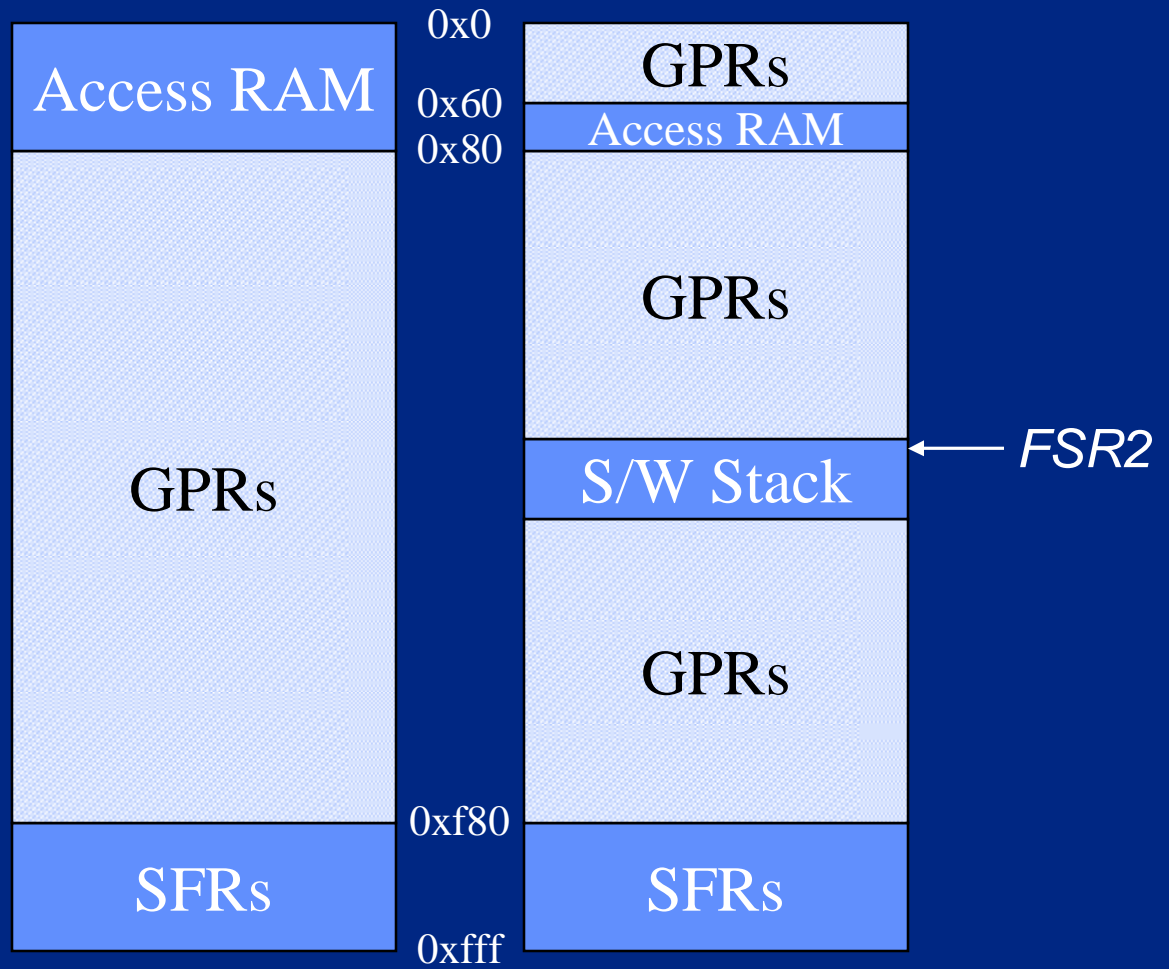 0x0
Access RAM
GPRs
0x60
Access RAM
0x80
GPRs
FSR2
GPRs
S/W Stack
GPRs
0xf80
SFRs
SFRs
0xfff